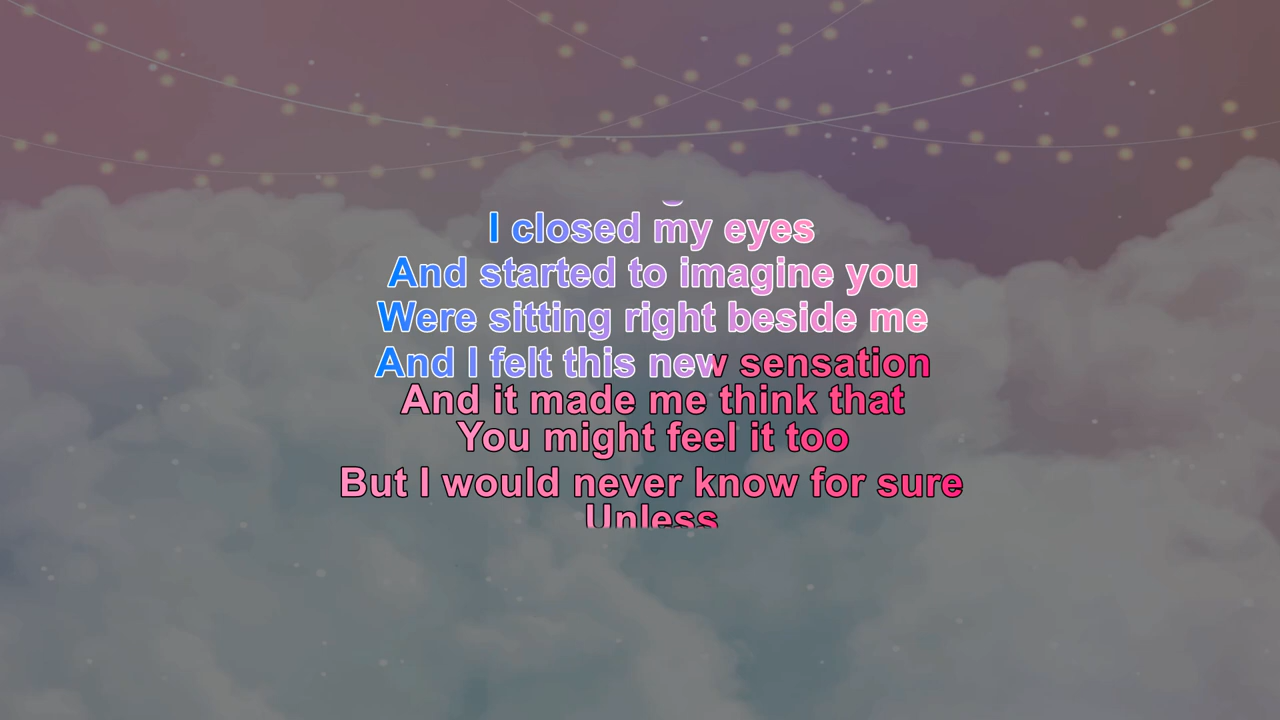 I closed my eyes
And started to imagine you
Were sitting right beside me
And I felt this new sensation
And it made me think that
You might feel it too
But I would never know for sure
Unless